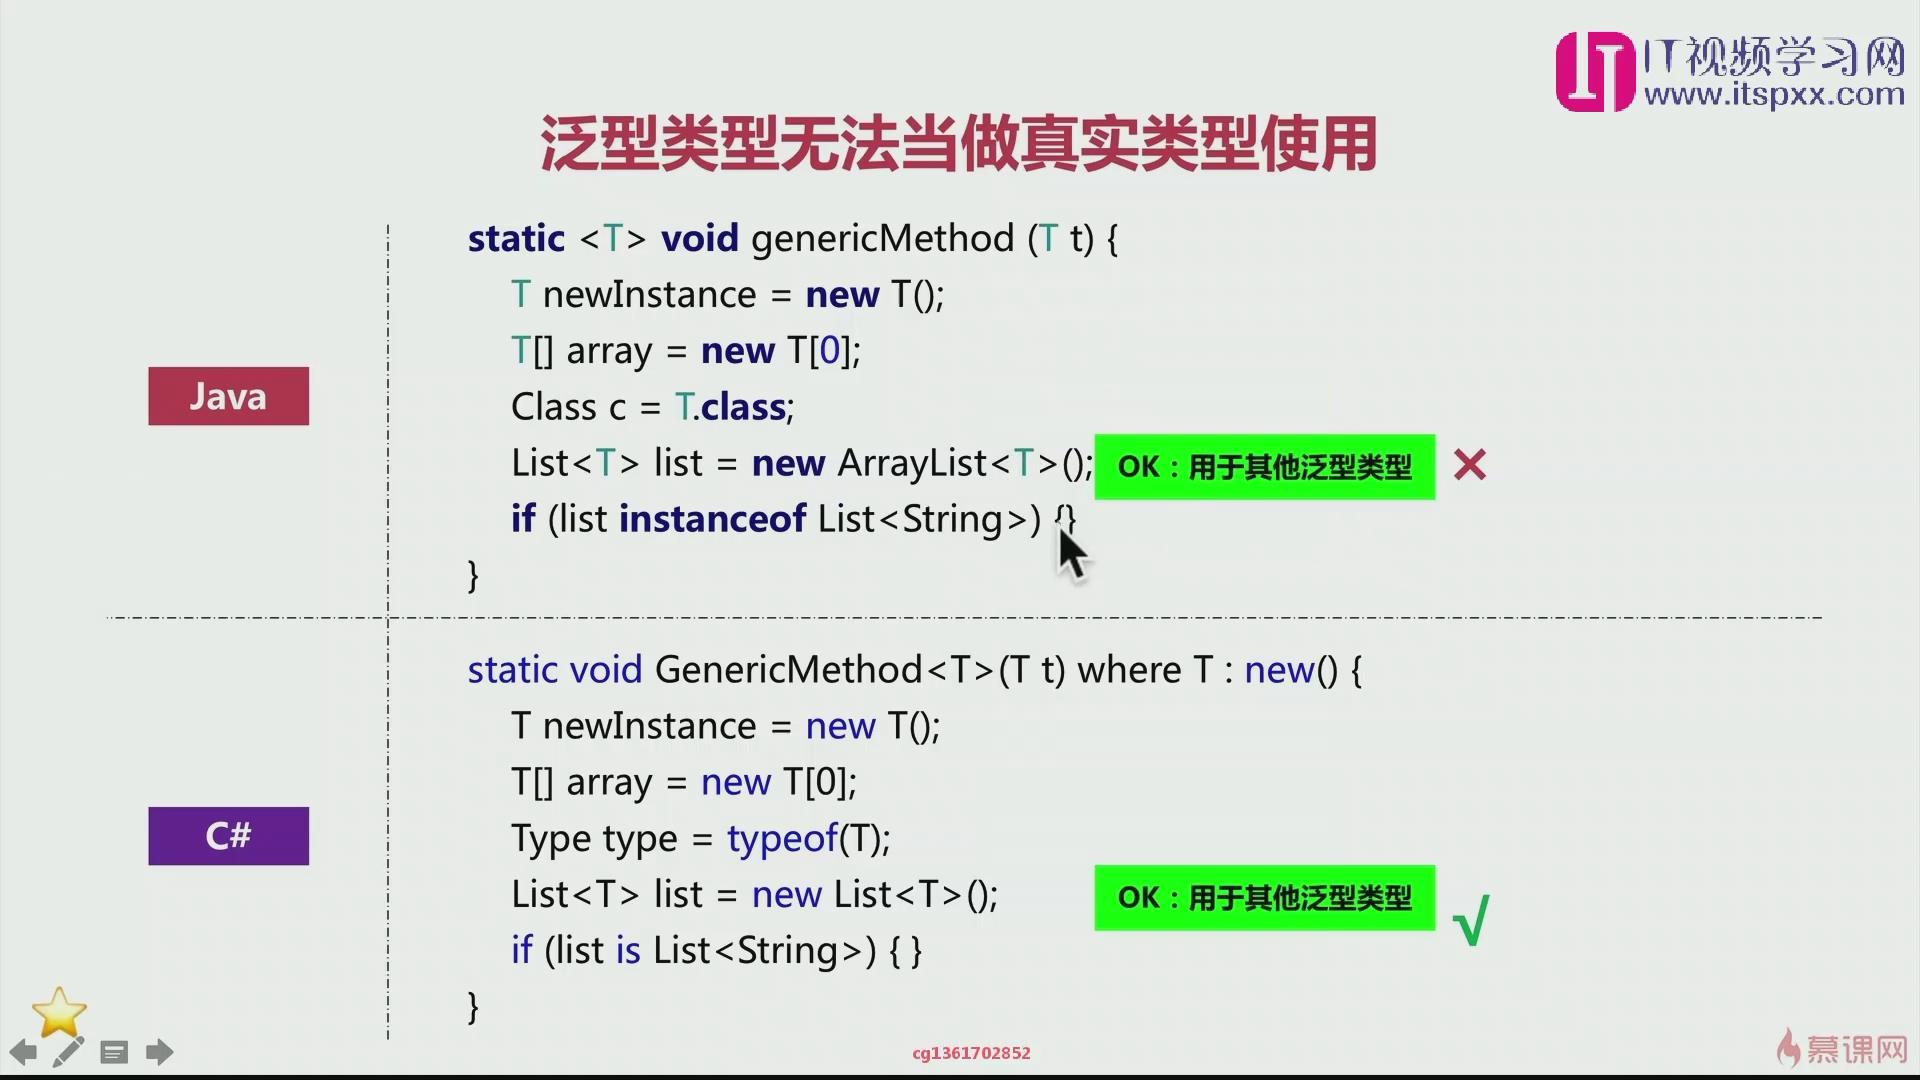 IT视频学习网
www.itspxx.com
泛型类型无法当做真实类型使用
static <T> void genericMethod (T t) {
T newInstance = new T();
T[] array = new T[0];
Java
Class c = T.class;
List<T> list = new ArrayList<T>(); OK：用于其他泛型类型 ×
if (list instanceof List<String>) {}
}
static void GenericMethod<T>(T t) where T : new() {
T newInstance = new T();
T[] array = new T[0];
C#
Type type = typeof(T);
List<T> list = new List<T>(); OK：用于其他泛型类型 √
if (list is List<String>) { }
}
cg1361702852
慕课网